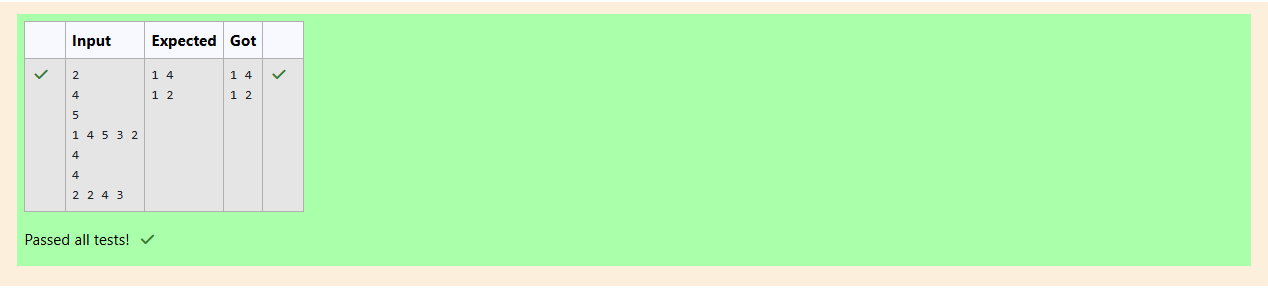 Input Expected Got
2 1 4 1 4
4 1 2 1 2
5
1 4 5 3 2
4
4
2 2 4 3
Passed all tests!